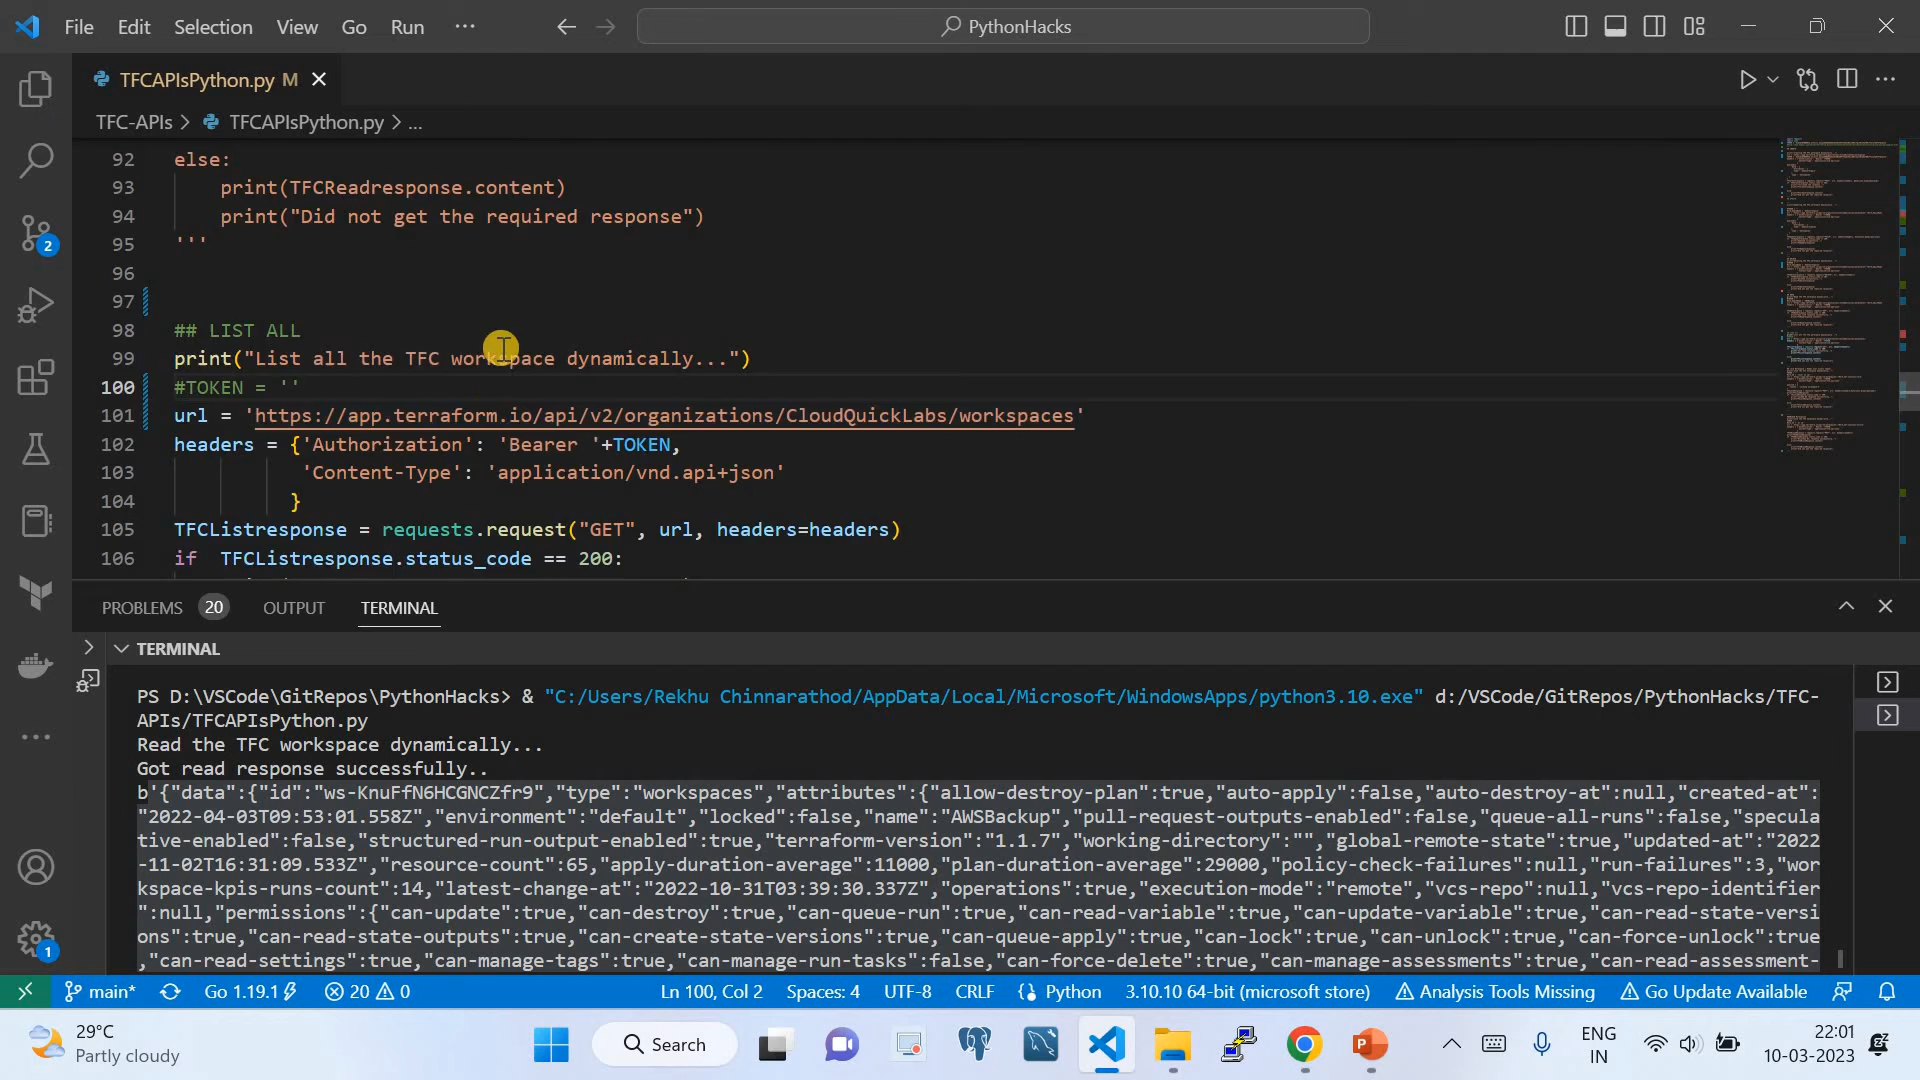 File Edit Selection View Go Run ··· PythonHacks
TFCAPIsPython.py M
TFC-APIs > TFCAPIsPython.py > ...
92 else:
93 print(TFCReadresponse.content)
94 print("Did not get the required response")
95 '''
96
97
98 ## LIST ALL
99 print("List all the TFC workspace dynamically...")
100 #TOKEN = ''
101 url = 'https://app.terraform.io/api/v2/organizations/CloudQuickLabs/workspaces'
102 headers = {'Authorization': 'Bearer '+TOKEN,
103 'Content-Type': 'application/vnd.api+json'
104 }
105 TFCListresponse = requests.request("GET", url, headers=headers)
106 if TFCListresponse.status_code == 200:
PROBLEMS 20 OUTPUT TERMINAL
TERMINAL
PS D:\VSCode\GitRepos\PythonHacks> & "C:/Users/Rekhu Chinnarathod/AppData/Local/Microsoft/WindowsApps/python3.10.exe" d:/VSCode/GitRepos/PythonHacks/TFC-
APIs/TFCAPIsPython.py
Read the TFC workspace dynamically...
Got read response successfully..
b'{"data":{"id":"ws-KnuFfN6HCGNCZfr9","type":"workspaces","attributes":{"allow-destroy-plan":true,"auto-apply":false,"auto-destroy-at":null,"created-at":
"2022-04-03T09:53:01.558Z","environment":"default","locked":false,"name":"AWSBackup","pull-request-outputs-enabled":false,"queue-all-runs":false,"specula
tive-enabled":false,"structured-run-output-enabled":true,"terraform-version":"1.1.7","working-directory":"","global-remote-state":true,"updated-at":"2022
-11-02T16:31:09.533Z","resource-count":65,"apply-duration-average":11000,"plan-duration-average":29000,"policy-check-failures":null,"run-failures":3,"wor
kspace-kpis-runs-count":14,"latest-change-at":"2022-10-31T03:39:30.337Z","operations":true,"execution-mode":"remote","vcs-repo":null,"vcs-repo-identifier
":null,"permissions":{"can-update":true,"can-destroy":true,"can-queue-run":true,"can-read-variable":true,"can-update-variable":true,"can-read-state-versi
ons":true,"can-read-state-outputs":true,"can-create-state-versions":true,"can-queue-apply":true,"can-lock":true,"can-unlock":true,"can-force-unlock":true
,"can-read-settings":true,"can-manage-tags":true,"can-manage-run-tasks":false,"can-force-delete":true,"can-manage-assessments":true,"can-read-assessment-
2
1
main* Go 1.19.1 20 0 Ln 100, Col 2 Spaces: 4 UTF-8 CRLF Python 3.10.10 64-bit (microsoft store) Analysis Tools Missing Go Update Available
29°C
Partly cloudy
Search
ENG
IN
22:01
10-03-2023